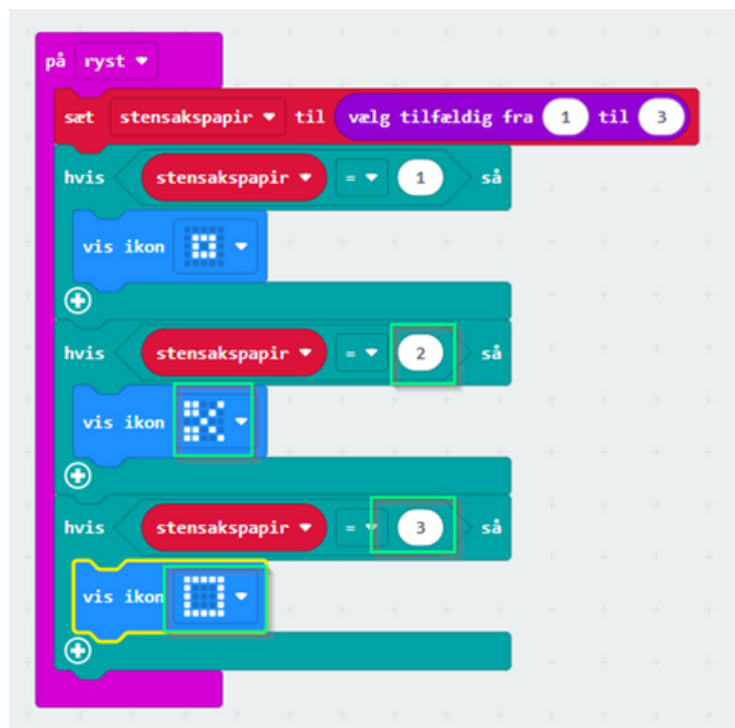 på ryst
sæt stensakspapir til vælg tilfældig fra 1 til 3
hvis stensakspapir = 1 så
vis ikon
hvis stensakspapir = 2 så
vis ikon
hvis stensakspapir = 3 så
vis ikon